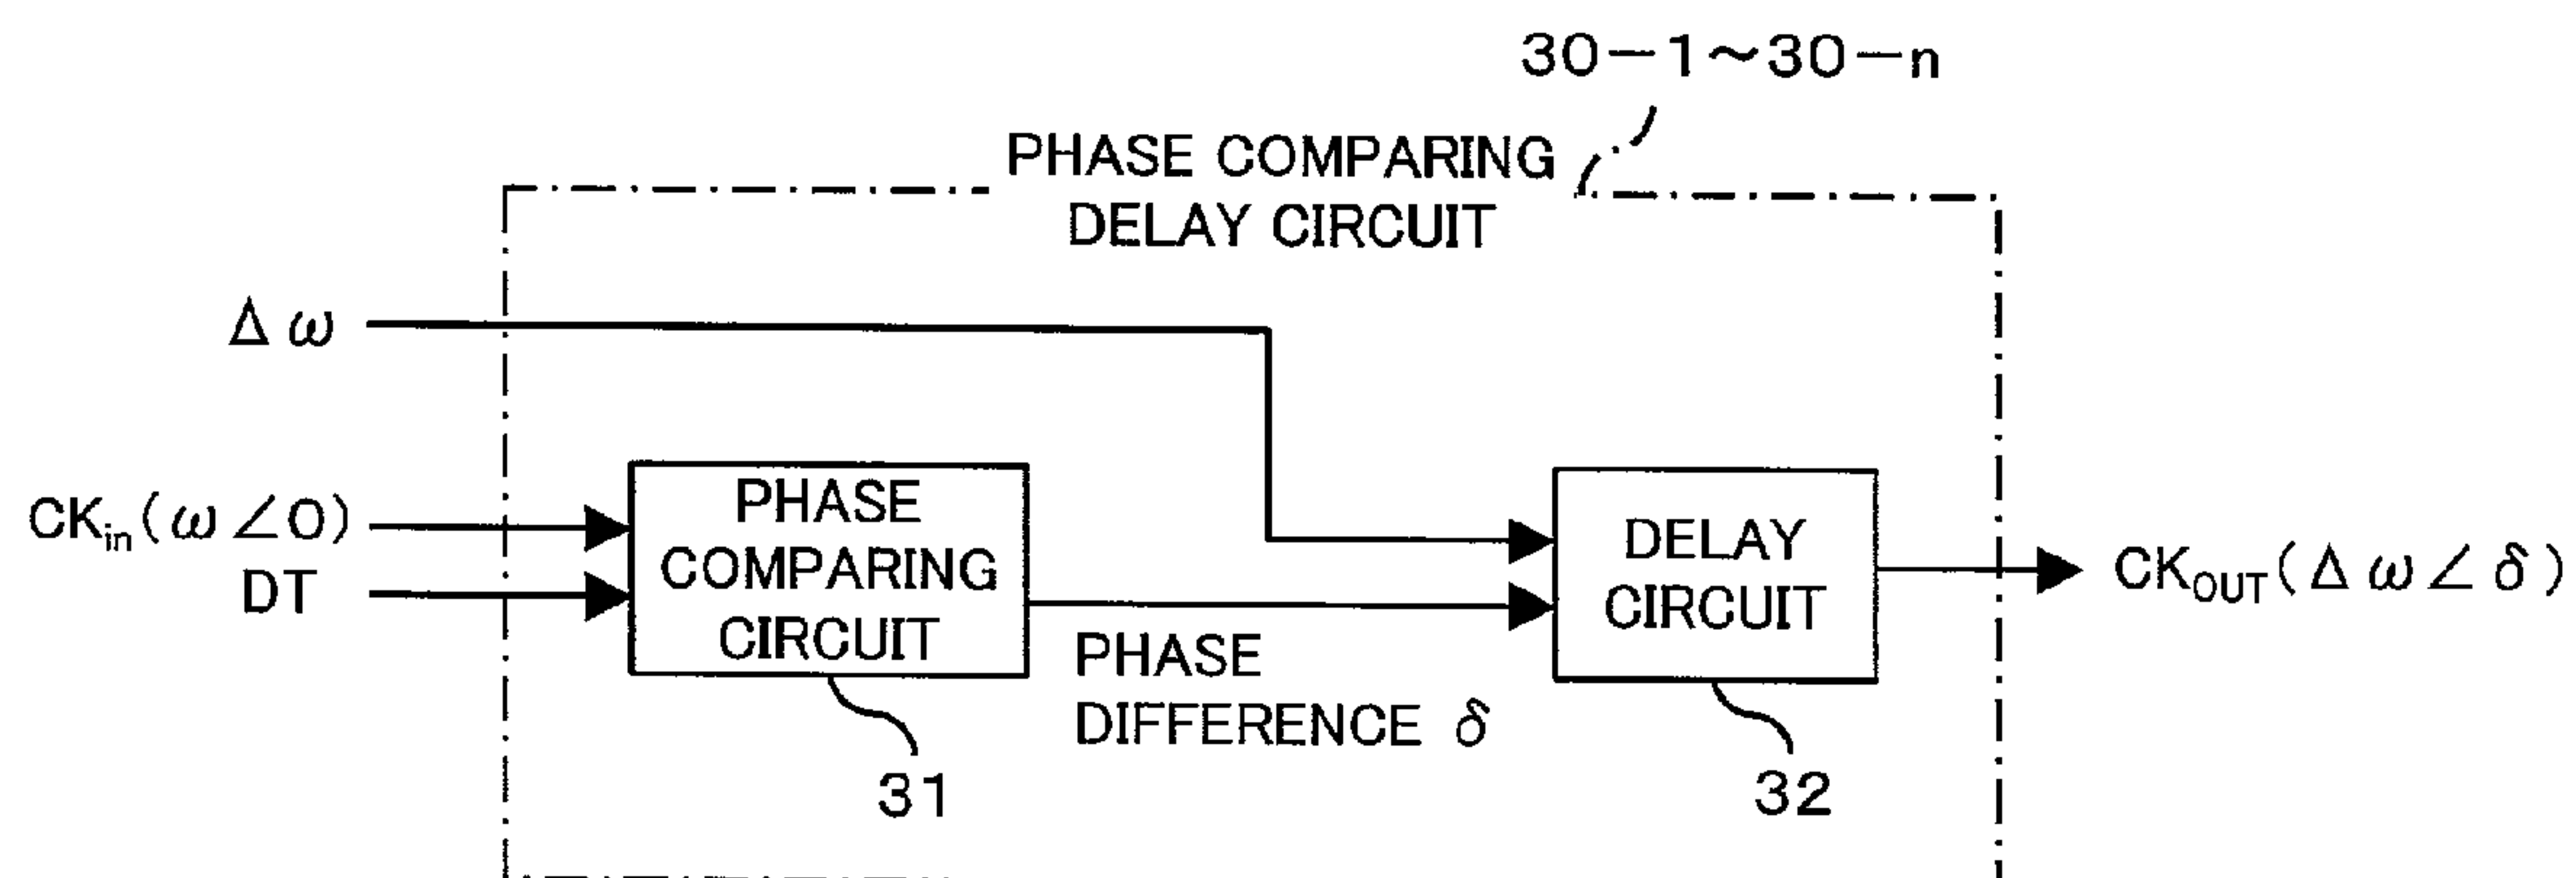 30-1~30-n
PHASE COMPARING
DELAY CIRCUIT
Δω
CKin(ω∠0)
DT
PHASE
COMPARING
CIRCUIT
31
PHASE
DIFFERENCE δ
DELAY
CIRCUIT
32
CKOUT(Δω∠δ)